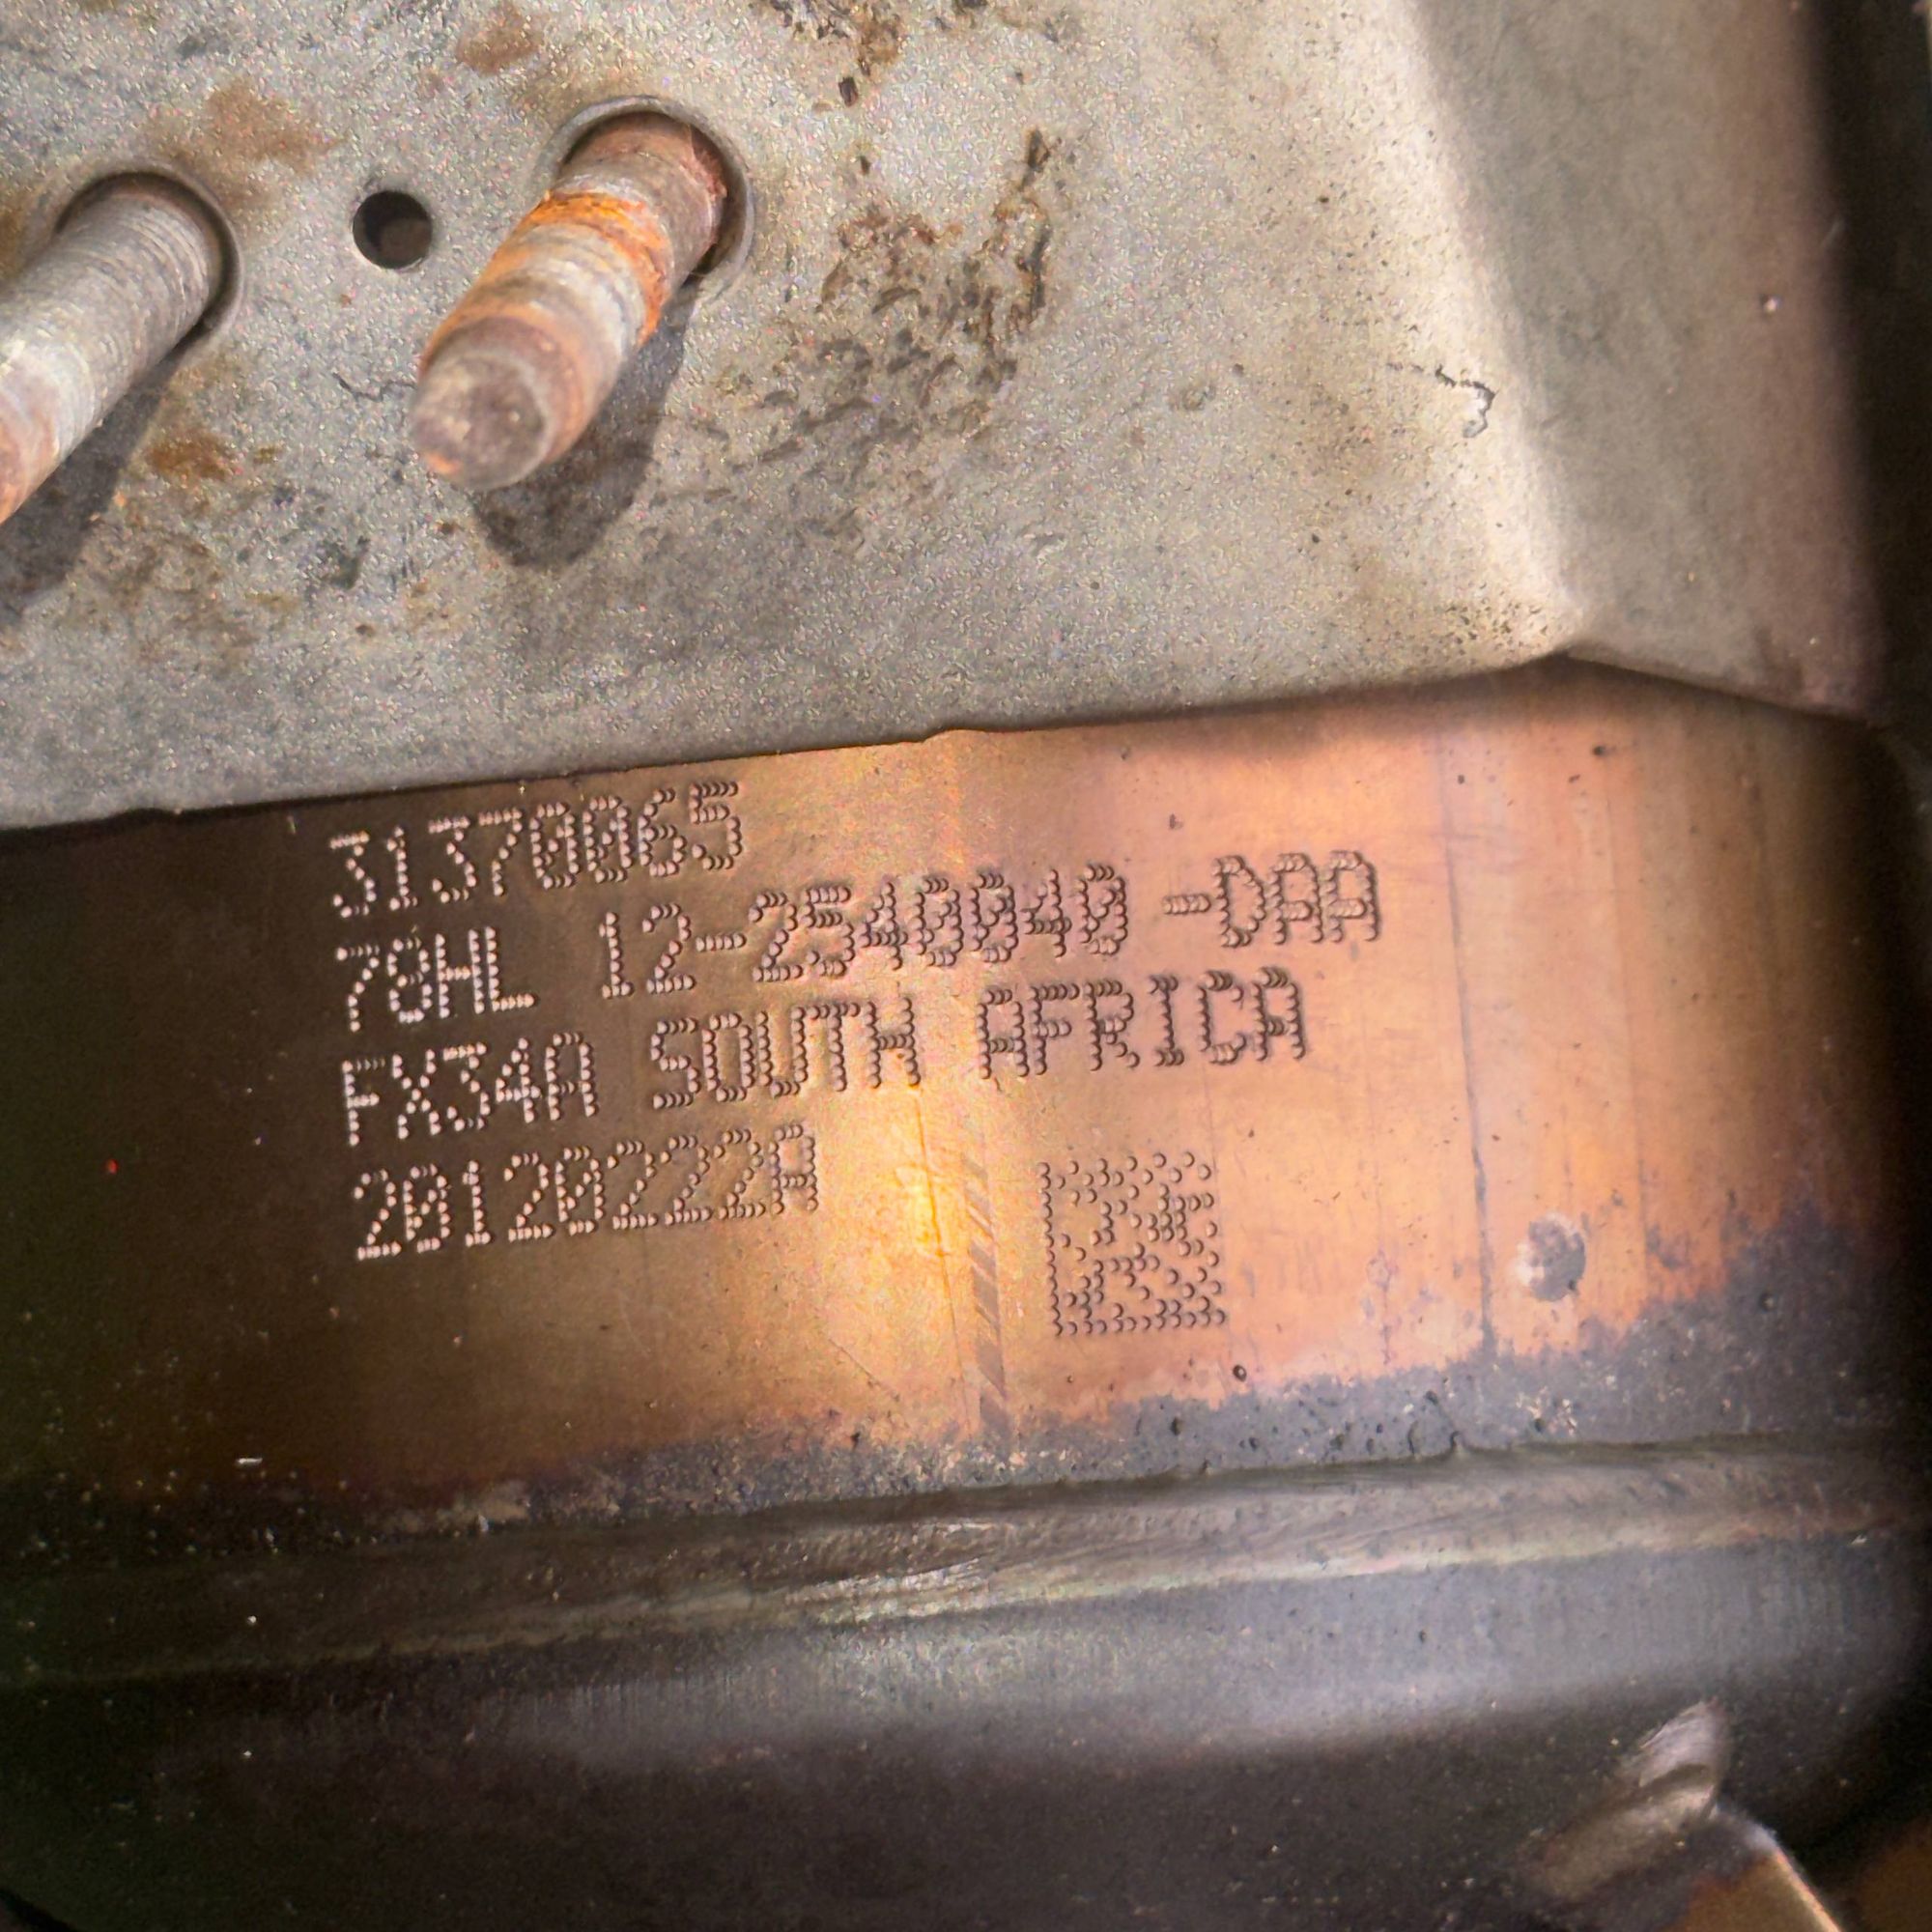 31370065
78HL 12-2540040 -DAA
FX34A SOUTH AFRICA
20120222A